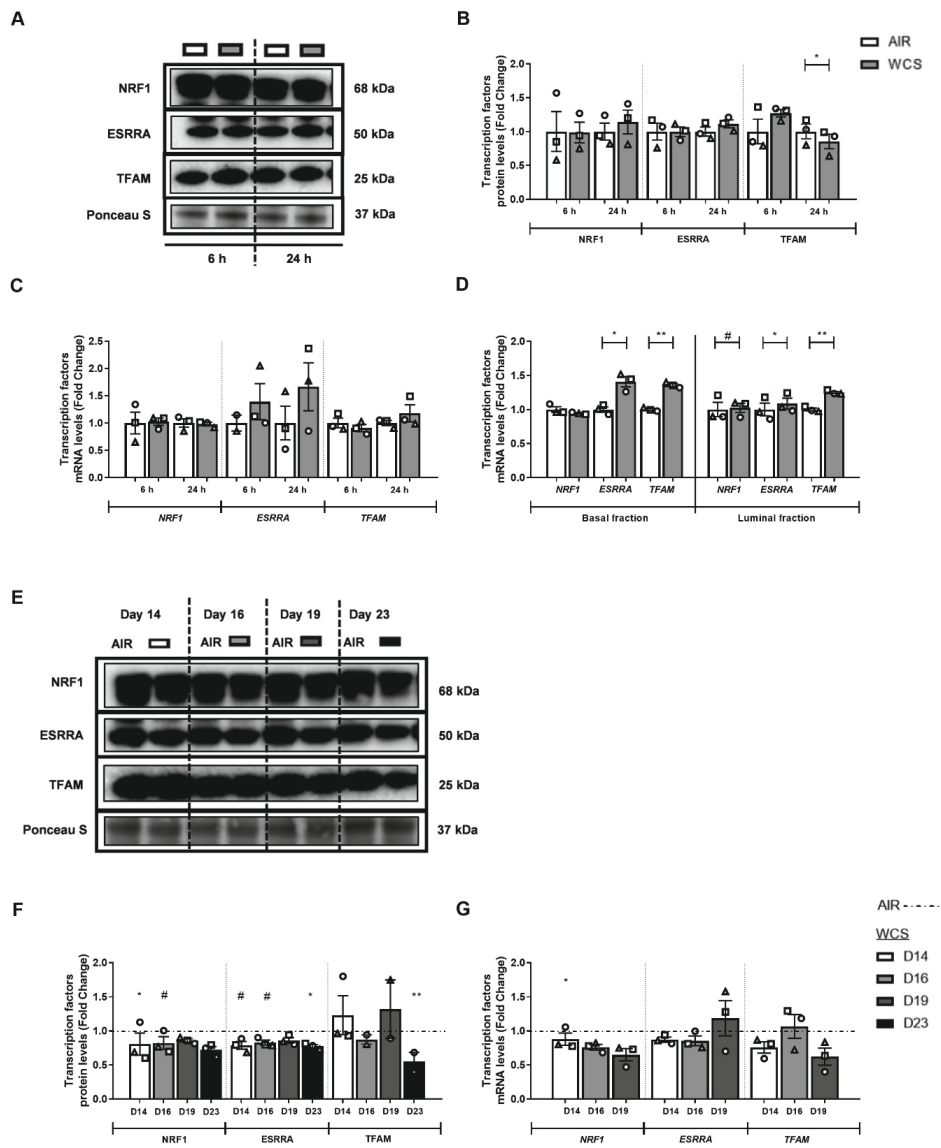 A
NRF1
68 kDa
ESRRA
50 kDa
TFAM
25 kDa
Ponceau S
37 kDa
6 h
24 h
B
AIR
WCS
Transcription factors
protein levels (Fold Change)
2.0
1.5
1.0
0.5
0.0
*
6 h
24 h
6 h
24 h
6 h
24 h
NRF1
ESRRA
TFAM
C
Transcription factors
mRNA levels (Fold Change)
2.5
2.0
1.5
1.0
0.5
0.0
6 h
24 h
6 h
24 h
6 h
24 h
NRF1
ESRRA
TFAM
D
Transcription factors
mRNA levels (Fold Change)
2.0
1.5
1.0
0.5
0.0
*
**
#
*
**
NRF1
ESRRA
TFAM
NRF1
ESRRA
TFAM
Basal fraction
Luminal fraction
E
Day 14
Day 16
Day 19
Day 23
AIR
AIR
AIR
AIR
NRF1
68 kDa
ESRRA
50 kDa
TFAM
25 kDa
Ponceau S
37 kDa
F
Transcription factors
protein levels (Fold Change)
2.0
1.5
1.0
0.5
0.0
*
#
#
#
*
**
D14
D16
D19
D23
D14
D16
D19
D23
D14
D16
D19
D23
NRF1
ESRRA
TFAM
G
Transcription factors
mRNA levels (Fold Change)
2.0
1.5
1.0
0.5
0.0
*
D14
D16
D19
D14
D16
D19
D14
D16
D19
NRF1
ESRRA
TFAM
AIR
WCS
D14
D16
D19
D23